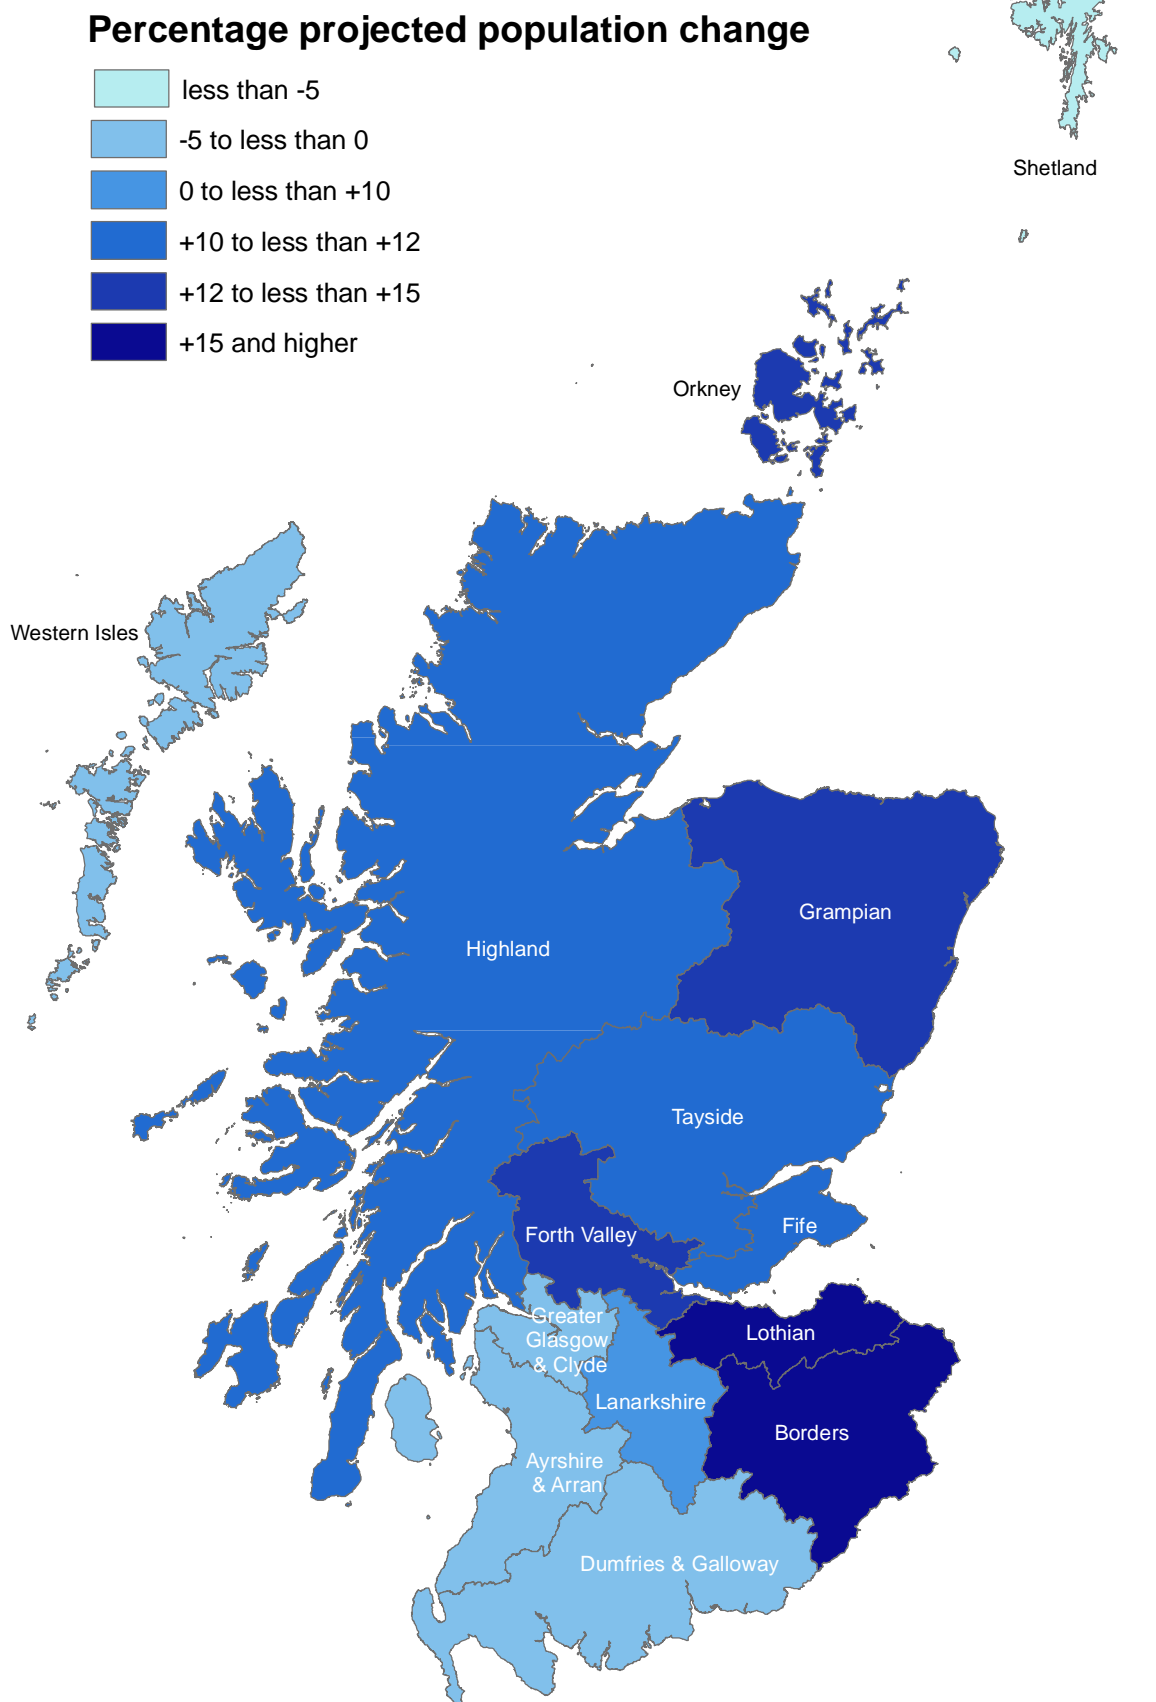 Percentage projected population change
less than -5
-5 to less than 0
0 to less than +10
+10 to less than +12
+12 to less than +15
+15 and higher
Shetland
Orkney
Western Isles
Grampian
Highland
Tayside
Fife
Forth Valley
Greater
Glasgow
& Clyde
Lothian
Lanarkshire
Borders
Ayrshire
& Arran
Dumfries & Galloway